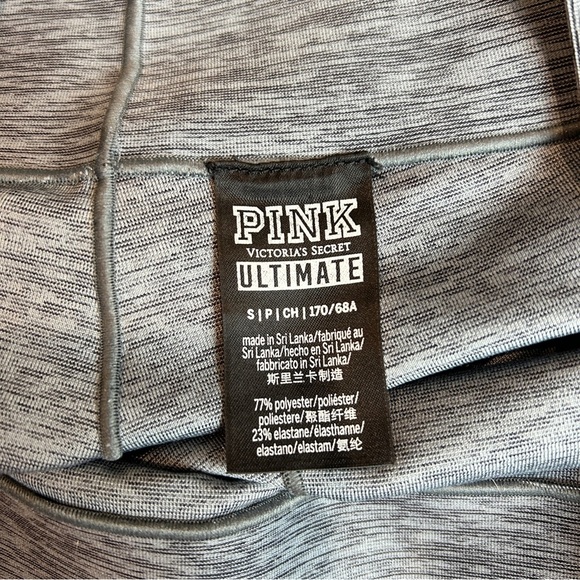 PINK
VICTORIA'S SECRET
ULTIMATE
S|P|CH|170/68A
made in Sri Lanka/fabriqué au
Sri Lanka/hecho en Sri Lanka/
fabbricato in Sri Lanka/
斯里兰卡制造
77% polyester/poliéster/
poliestere/聚酯纤维
23% elastane/élasthanne/
elastano/elastam/氨纶